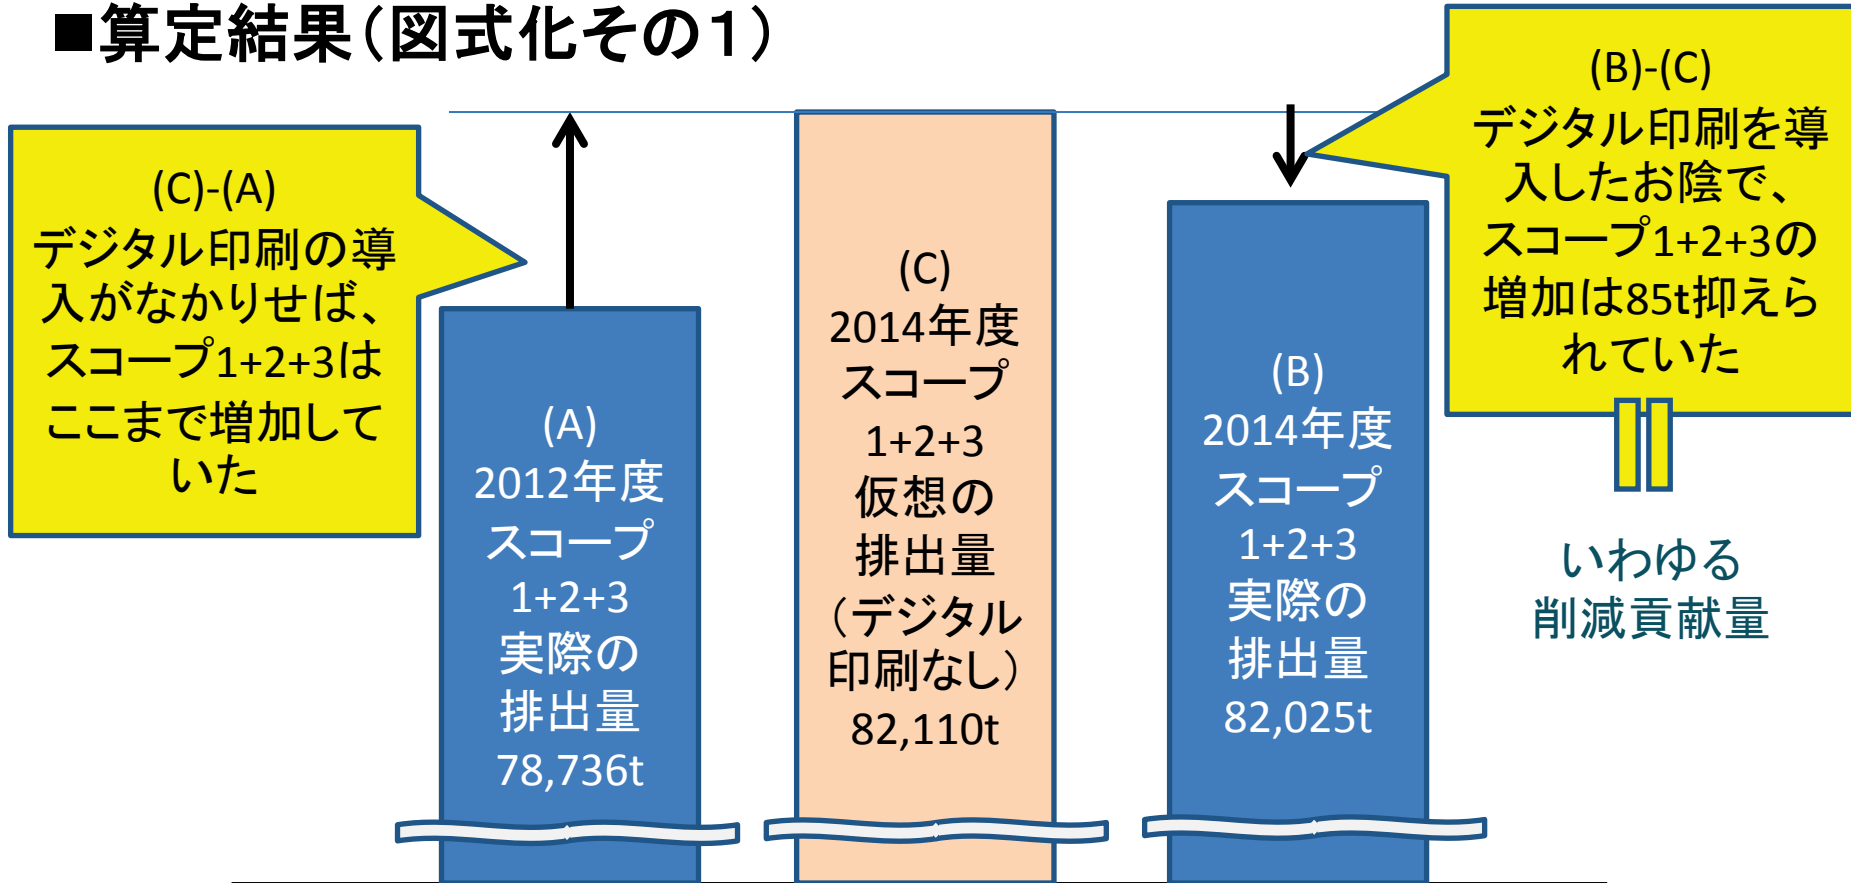 ■算定結果（図式化その１）
(C)-(A)
デジタル印刷の導
入がなかりせば、
スコープ1+2+3は
ここまで増加して
いた
(A)
2012年度
スコープ
1+2+3
実際の
排出量
78,736t
(C)
2014年度
スコープ
1+2+3
仮想の
排出量
（デジタル
印刷なし）
82,110t
(B)
2014年度
スコープ
1+2+3
実際の
排出量
82,025t
(B)-(C)
デジタル印刷を導
入したお陰で、
スコープ1+2+3の
増加は85t抑えら
れていた
いわゆる
削減貢献量